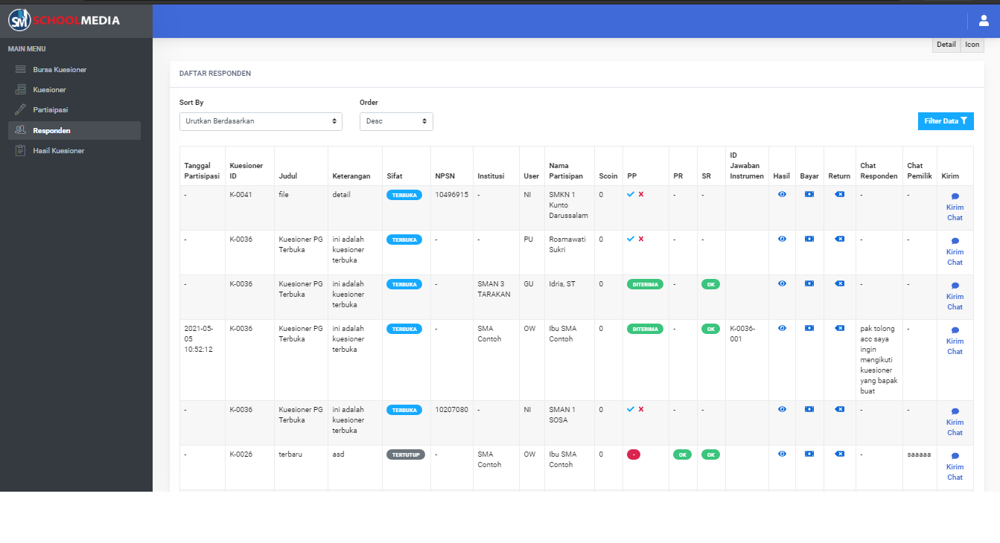 SM SCHOOLMEDIA
MAIN MENU
Bursa Kuesioner
Kuesioner
Partisipasi
Responden
Hasil Kuesioner
Detail Icon
DAFTAR RESPONDEN
Sort By Order
Urutkan Berdasarkan Desc
Filter Data
Tanggal Partisipasi Kuesioner ID Judul Keterangan Sifat NPSN Institusi User Nama Partisipan Scoin PP PR SR ID Jawaban Instrumen Hasil Bayar Return Chat Responden Chat Pemilik Kirim
- K-0041 file detail TERBUKA 10496915 - NI SMKN 1 Kunto Darussalam 0 - - - - Kirim Chat
- K-0036 Kuesioner PG Terbuka ini adalah kuesioner terbuka TERBUKA - - PU Rosmawati Sukri 0 - - - - Kirim Chat
- K-0036 Kuesioner PG Terbuka ini adalah kuesioner terbuka TERBUKA - SMAN 3 TARAKAN GU Idris, ST 0 DITERIMA - OK - - Kirim Chat
2021-05-05 10:52:12 K-0036 Kuesioner PG Terbuka ini adalah kuesioner terbuka TERBUKA - SMA Contoh OW Ibu SMA Contoh 0 DITERIMA - OK K-0036-001 pak tolong acc saya ingin mengikuti kuesioner yang bapak buat - Kirim Chat
- K-0036 Kuesioner PG Terbuka ini adalah kuesioner terbuka TERBUKA 10207080 - NI SMAN 1 SOSA 0 - - - - Kirim Chat
- K-0026 terbaru asd TERTUTUP - SMA Contoh OW Ibu SMA Contoh 0 - OK OK - saaaaa Kirim Chat